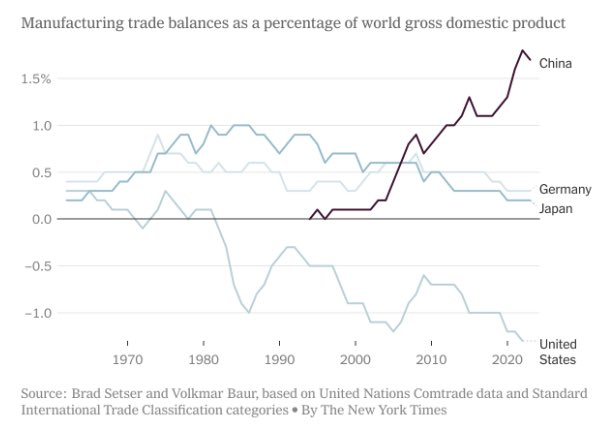 Manufacturing trade balances as a percentage of world gross domestic product
China
1.5%
1.0
0.5
Germany
Japan
0.0
−0.5
−1.0
United
States
1970 1980 1990 2000 2010 2020
Source: Brad Setser and Volkmar Baur, based on United Nations Comtrade data and Standard
International Trade Classification categories • By The New York Times